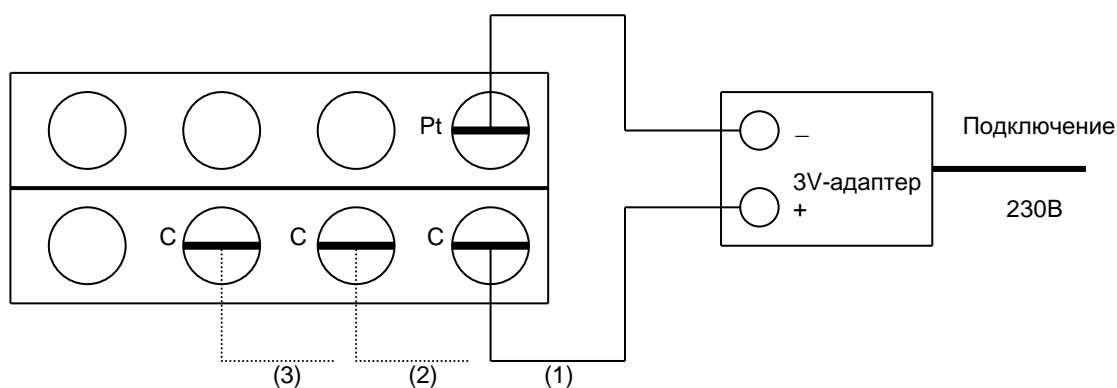 Pt
–
Подключение
3V-адаптер
+
230В
C
C
C
(3)
(2)
(1)